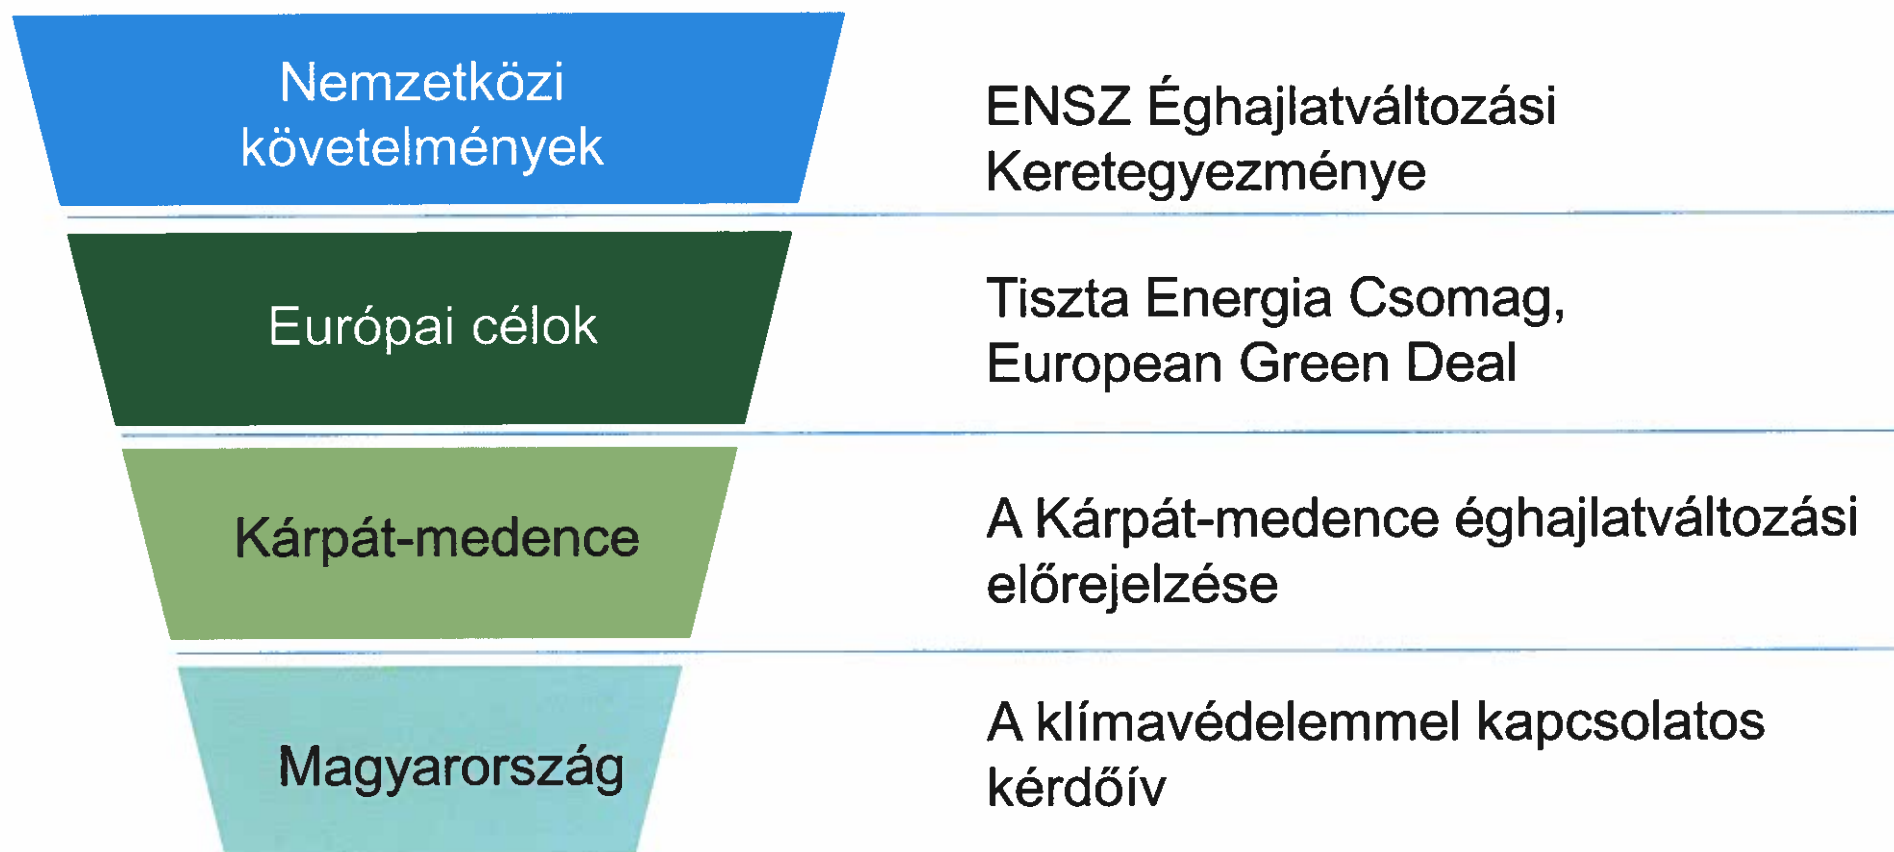 Nemzetközi
követelmények
ENSZ Éghajlatváltozási
Keretegyezménye
Európai célok
Tiszta Energia Csomag,
European Green Deal
Kárpát-medence
A Kárpát-medence éghajlatváltozási
előrejelzése
Magyarország
A klímavédelemmel kapcsolatos
kérdőív